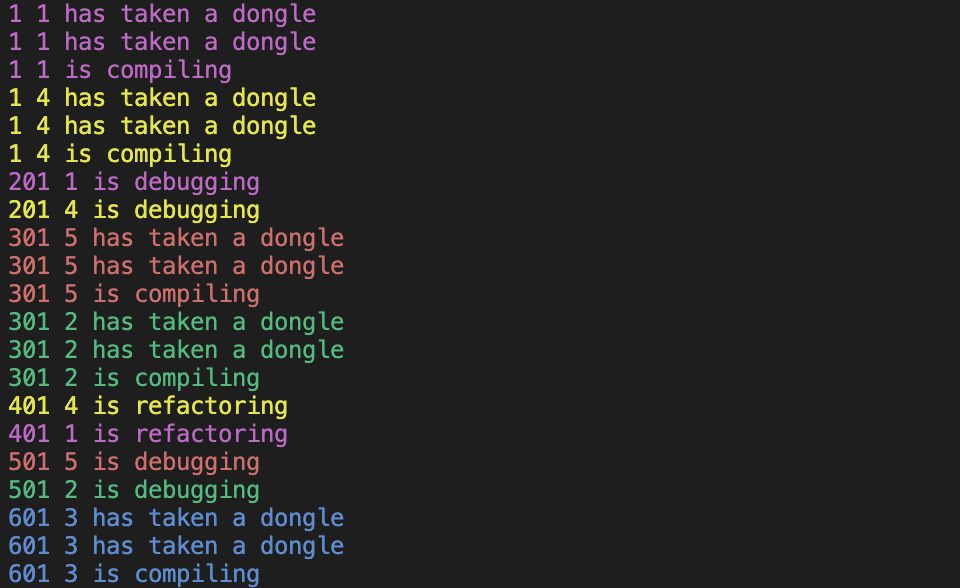 1 1 has taken a dongle
1 1 has taken a dongle
1 1 is compiling
1 4 has taken a dongle
1 4 has taken a dongle
1 4 is compiling
201 1 is debugging
201 4 is debugging
301 5 has taken a dongle
301 5 has taken a dongle
301 5 is compiling
301 2 has taken a dongle
301 2 has taken a dongle
301 2 is compiling
401 4 is refactoring
401 1 is refactoring
501 5 is debugging
501 2 is debugging
601 3 has taken a dongle
601 3 has taken a dongle
601 3 is compiling